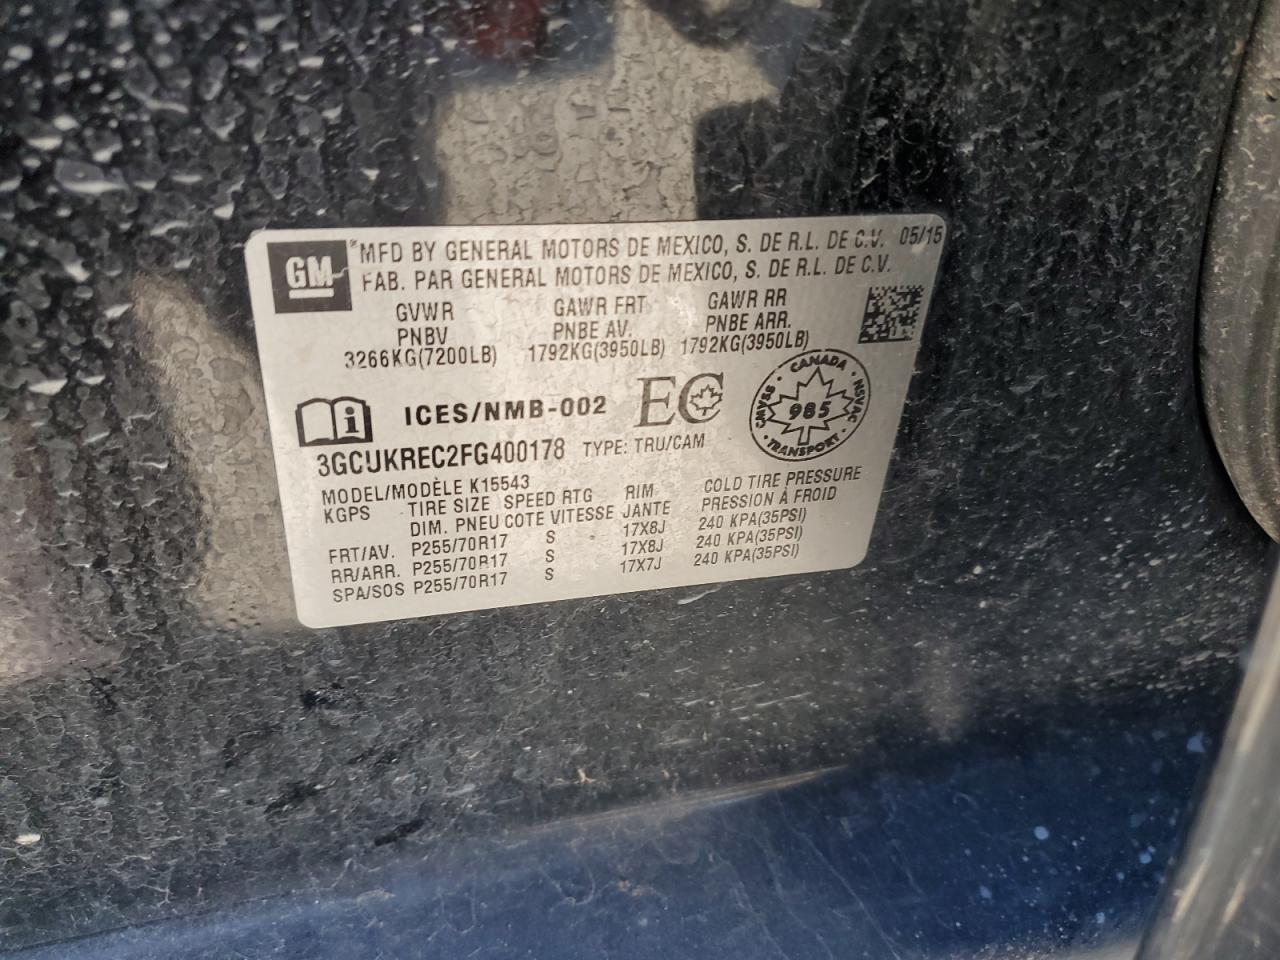 GM
*MFD BY GENERAL MOTORS DE MEXICO, S. DE R.L. DE C.V. 05/15
FAB. PAR GENERAL MOTORS DE MEXICO, S. DE R.L. DE C.V.
GVWR GAWR FRT GAWR RR
PNBV PNBE AV. PNBE ARR.
3266KG(7200LB) 1792KG(3950LB) 1792KG(3950LB)
i ICES/NMB-002 EC CANADA CMVSS 985 NSVAC TRANSPORT
3GCUKREC2FG400178 TYPE: TRU/CAM
MODEL/MODÈLE K15543
KGPS TIRE SIZE SPEED RTG RIM COLD TIRE PRESSURE
DIM. PNEU COTE VITESSE JANTE PRESSION À FROID
FRT/AV. P255/70R17 S 17X8J 240 KPA(35PSI)
RR/ARR. P255/70R17 S 17X8J 240 KPA(35PSI)
SPA/SOS P255/70R17 S 17X7J 240 KPA(35PSI)